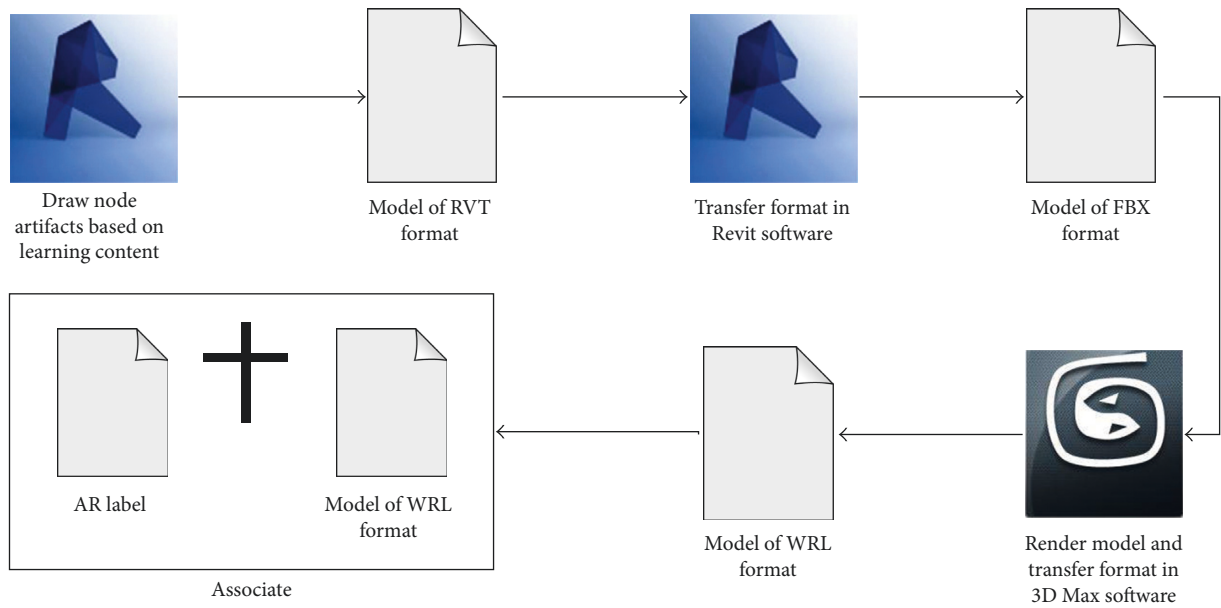 Draw node
artifacts based on
learning content
Model of RVT
format
Transfer format in
Revit software
Model of FBX
format
AR label
Model of WRL
format
Associate
Model of WRL
format
Render model and
transfer format in
3D Max software